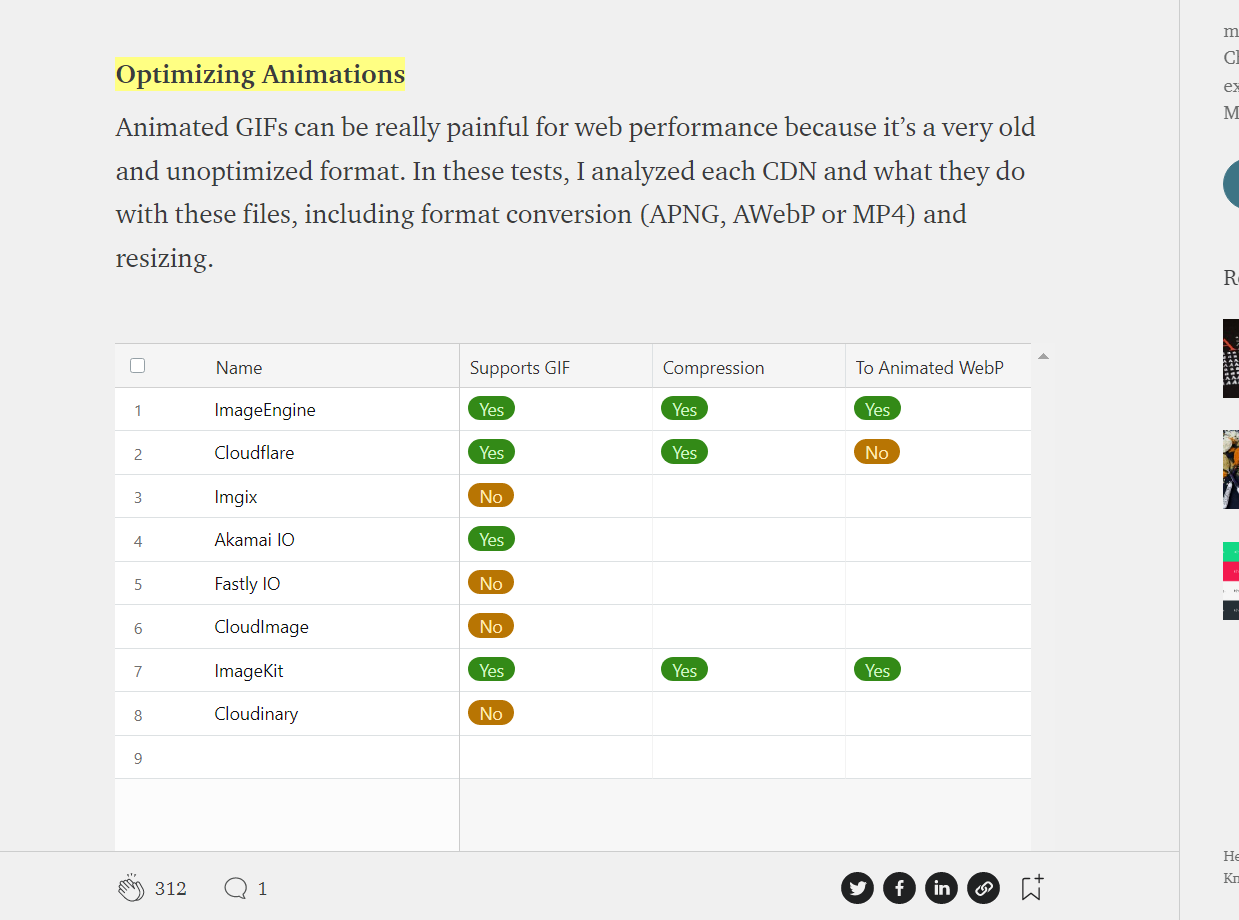 Optimizing Animations
Animated GIFs can be really painful for web performance because it’s a very old
and unoptimized format. In these tests, I analyzed each CDN and what they do
with these files, including format conversion (APNG, AWebP or MP4) and
resizing.
Name Supports GIF Compression To Animated WebP
1 ImageEngine Yes Yes Yes
2 Cloudflare Yes Yes No
3 Imgix No
4 Akamai IO Yes
5 Fastly IO No
6 CloudImage No
7 ImageKit Yes Yes Yes
8 Cloudinary No
9
312 1